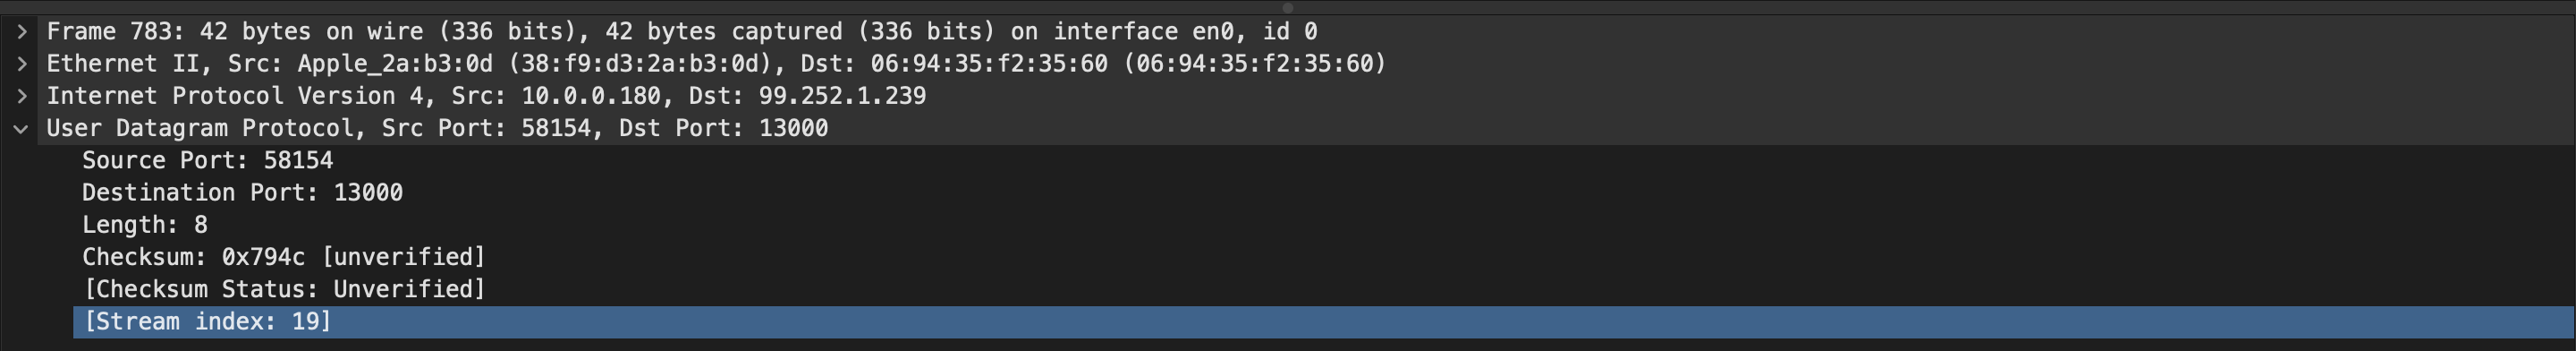 Frame 783: 42 bytes on wire (336 bits), 42 bytes captured (336 bits) on interface en0, id 0
Ethernet II, Src: Apple_2a:b3:0d (38:f9:d3:2a:b3:0d), Dst: 06:94:35:f2:35:60 (06:94:35:f2:35:60)
Internet Protocol Version 4, Src: 10.0.0.180, Dst: 99.252.1.239
User Datagram Protocol, Src Port: 58154, Dst Port: 13000
Source Port: 58154
Destination Port: 13000
Length: 8
Checksum: 0x794c [unverified]
[Checksum Status: Unverified]
[Stream index: 19]